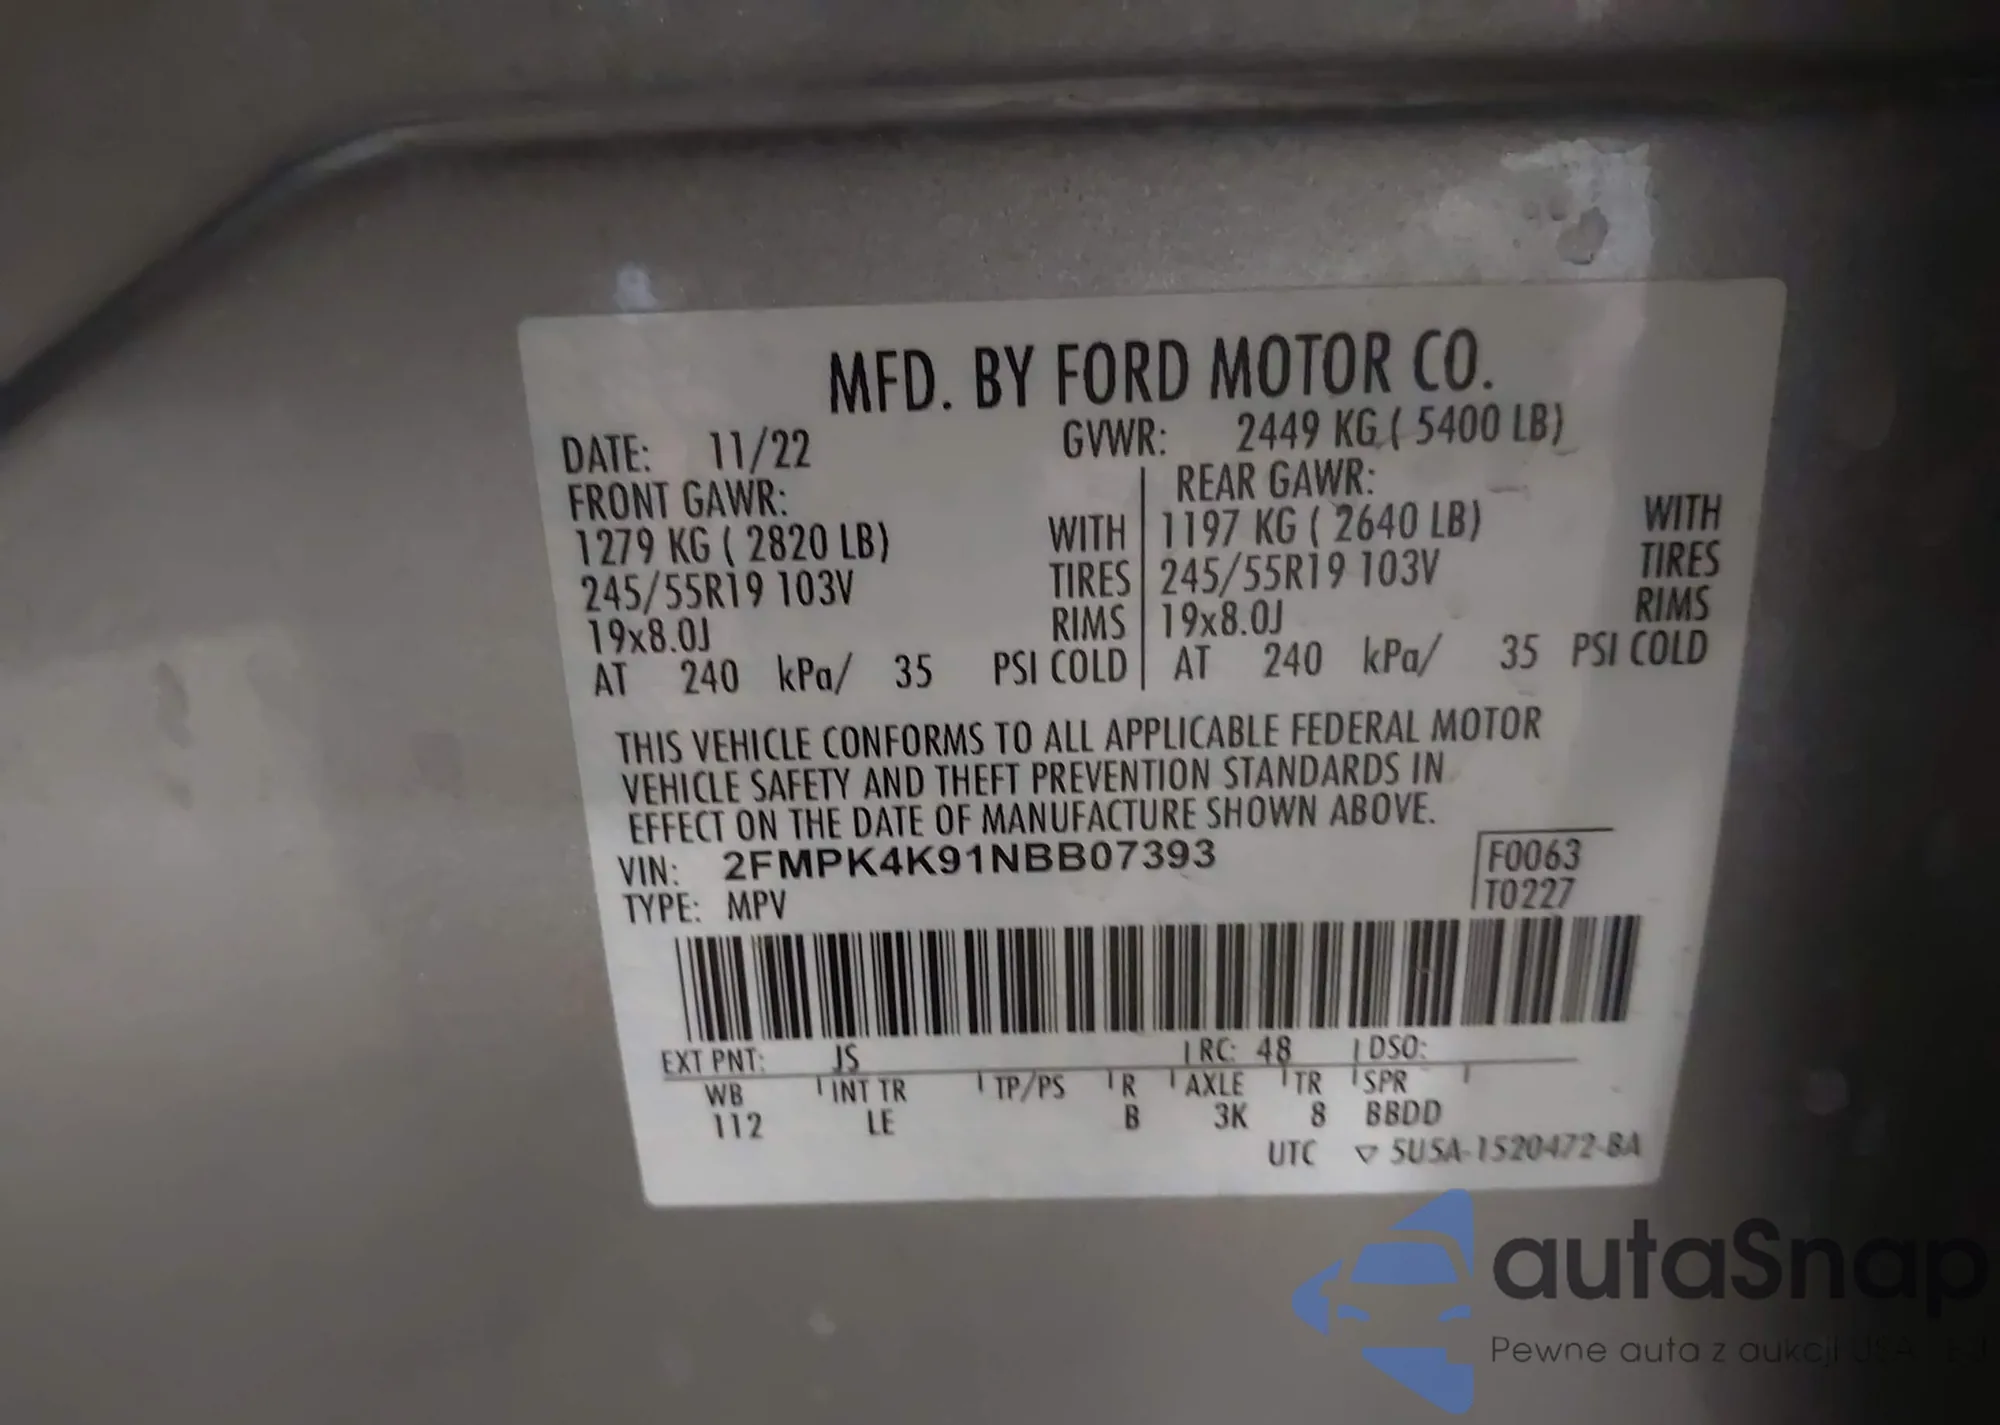 MFD. BY FORD MOTOR CO.
DATE: 11/22 GVWR: 2449 KG ( 5400 LB)
FRONT GAWR: REAR GAWR:
1279 KG ( 2820 LB) WITH 1197 KG ( 2640 LB) WITH
245/55R19 103V TIRES 245/55R19 103V TIRES
19x8.0J RIMS 19x8.0J RIMS
AT 240 kPa/ 35 PSI COLD AT 240 kPa/ 35 PSI COLD
THIS VEHICLE CONFORMS TO ALL APPLICABLE FEDERAL MOTOR
VEHICLE SAFETY AND THEFT PREVENTION STANDARDS IN
EFFECT ON THE DATE OF MANUFACTURE SHOWN ABOVE.
VIN: 2FMPK4K91NBB07393 F0063
TYPE: MPV T0227
EXT PNT: JS RC: 48 DSO:
WB INT TR TP/PS R AXLE TR SPR
112 LE B 3K 8 BBDD
UTC ▽ 5U5A-1520472-BA
autaSnap
Pewne auta z aukcji USA